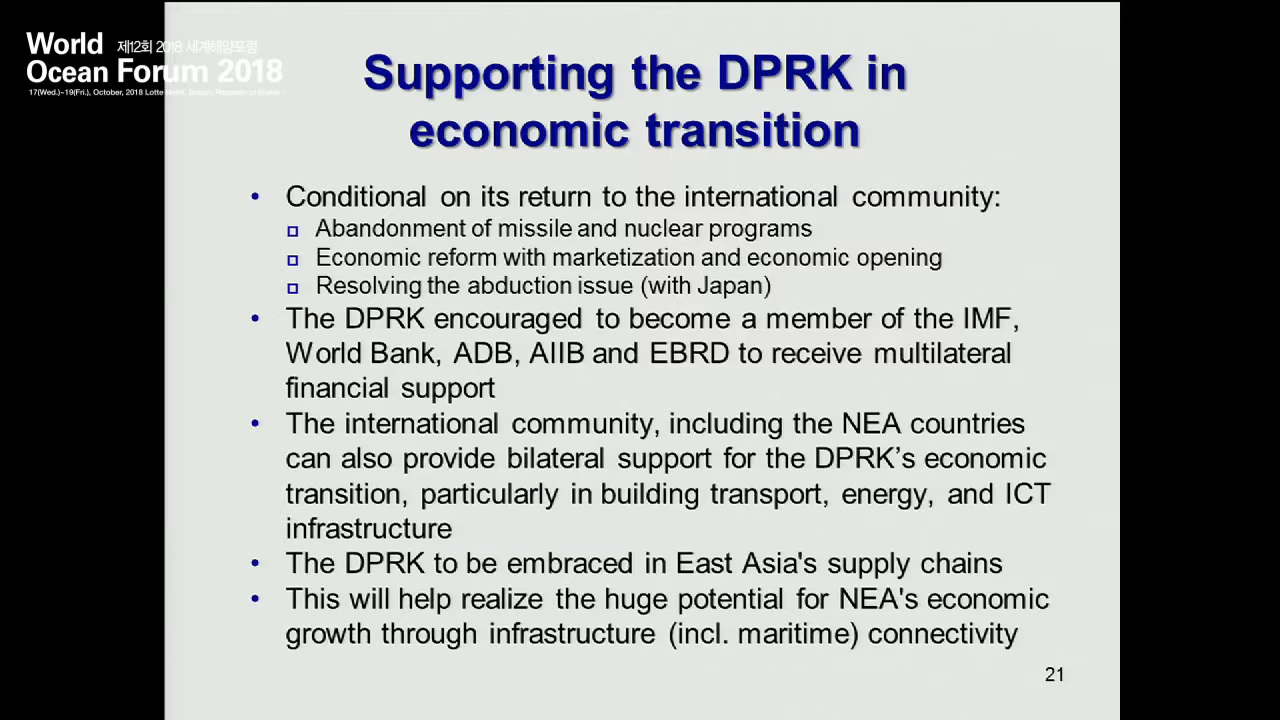 World 제12회 2018 세계해양포럼
Ocean Forum 2018
17(Wed.)~19(Fri.), October, 2018 Lotte Hotel, Busan, Republic of Korea
Supporting the DPRK in
economic transition
• Conditional on its return to the international community:
Abandonment of missile and nuclear programs
Economic reform with marketization and economic opening
Resolving the abduction issue (with Japan)
• The DPRK encouraged to become a member of the IMF,
World Bank, ADB, AIIB and EBRD to receive multilateral
financial support
• The international community, including the NEA countries
can also provide bilateral support for the DPRK’s economic
transition, particularly in building transport, energy, and ICT
infrastructure
• The DPRK to be embraced in East Asia's supply chains
• This will help realize the huge potential for NEA's economic
growth through infrastructure (incl. maritime) connectivity
21